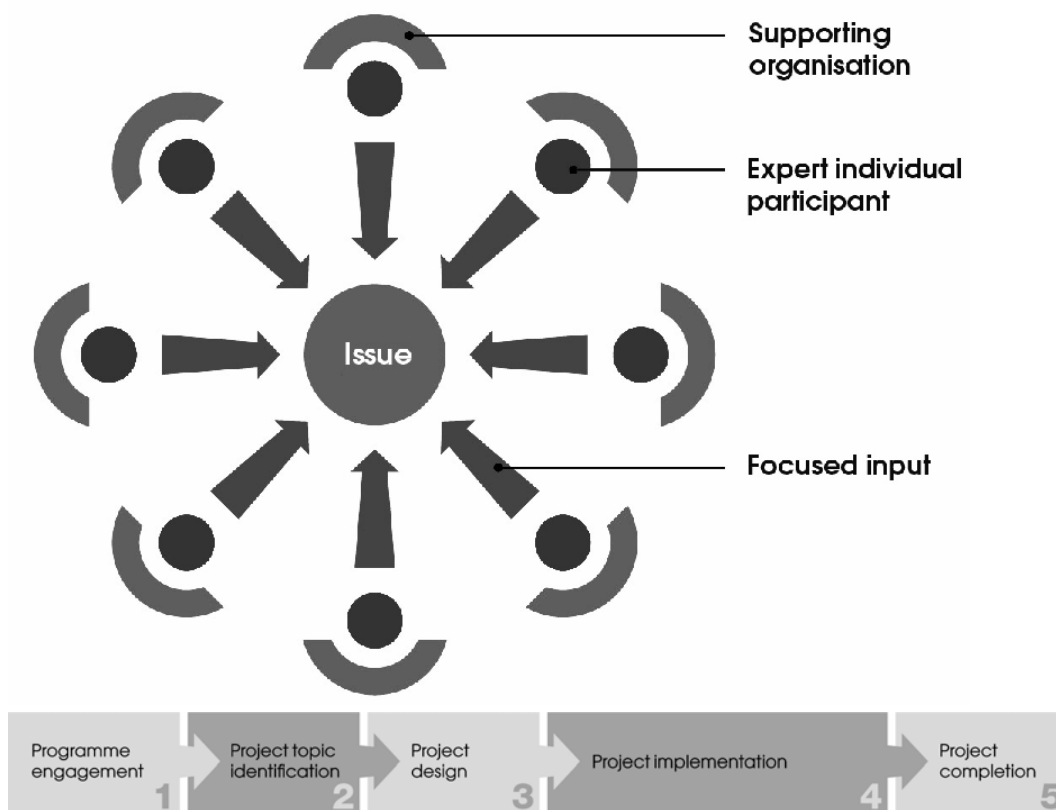 Supporting
organisation
Expert individual
participant
Issue
Focused input
Programme
engagement
1
Project topic
identification
2
Project
design
3
Project implementation
4
Project
completion
5